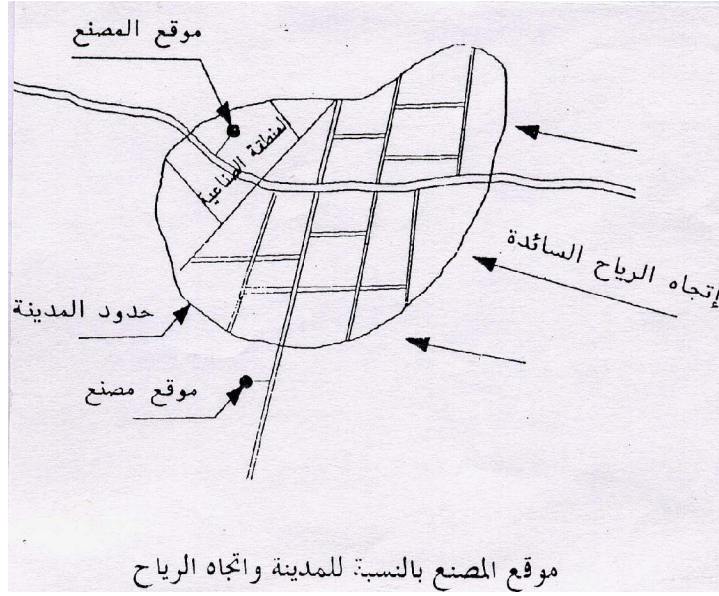 موقع المصنع
المنطقة الصناعية
إتجاه الرياح السائدة
حدود المدينة
موقع مصنع
موقع المصنع بالنسبة للمدينة واتجاه الرياح